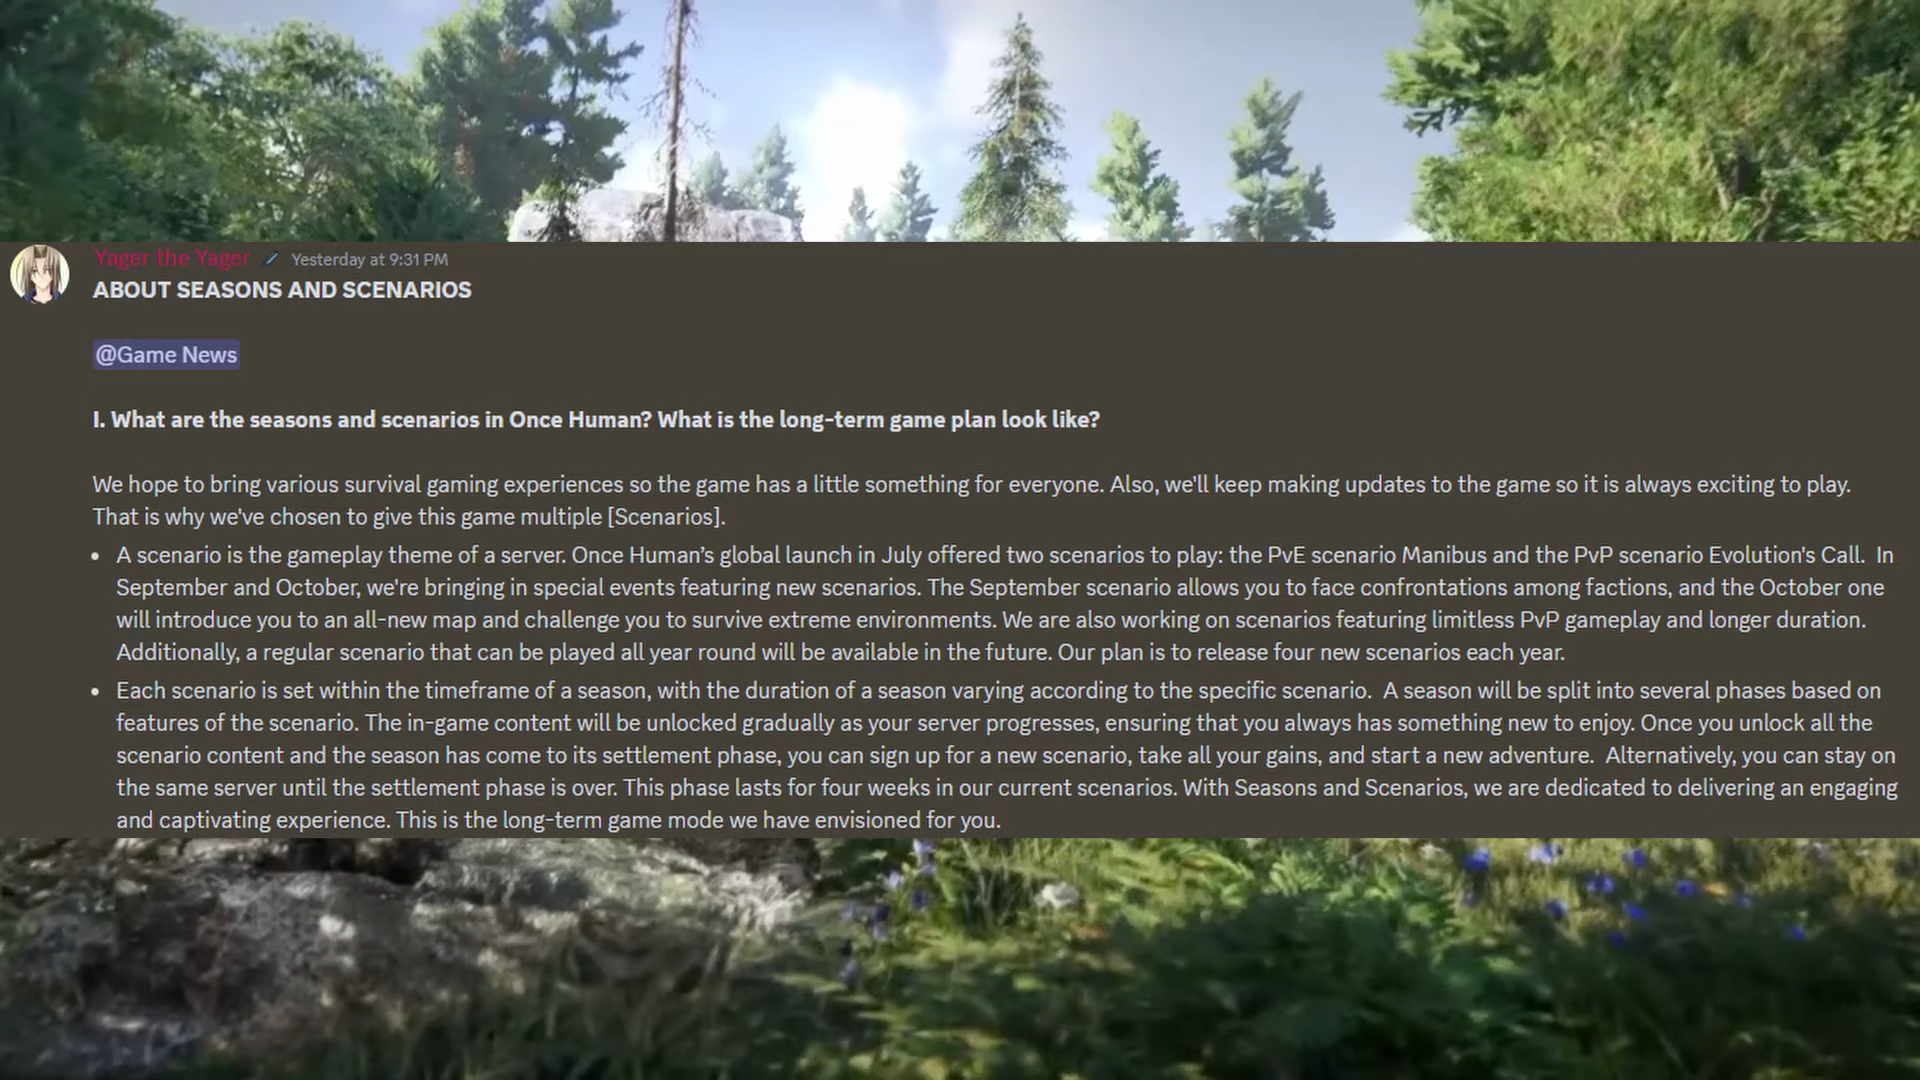 Yager the Yager Yesterday at 9:31 PM
ABOUT SEASONS AND SCENARIOS
@Game News
I. What are the seasons and scenarios in Once Human? What is the long-term game plan look like?
We hope to bring various survival gaming experiences so the game has a little something for everyone. Also, we'll keep making updates to the game so it is always exciting to play.
That is why we've chosen to give this game multiple [Scenarios].
• A scenario is the gameplay theme of a server. Once Human’s global launch in July offered two scenarios to play: the PvE scenario Manibus and the PvP scenario Evolution's Call.  In
September and October, we're bringing in special events featuring new scenarios. The September scenario allows you to face confrontations among factions, and the October one
will introduce you to an all-new map and challenge you to survive extreme environments. We are also working on scenarios featuring limitless PvP gameplay and longer duration.
Additionally, a regular scenario that can be played all year round will be available in the future. Our plan is to release four new scenarios each year.
• Each scenario is set within the timeframe of a season, with the duration of a season varying according to the specific scenario.  A season will be split into several phases based on
features of the scenario. The in-game content will be unlocked gradually as your server progresses, ensuring that you always has something new to enjoy. Once you unlock all the
scenario content and the season has come to its settlement phase, you can sign up for a new scenario, take all your gains, and start a new adventure.  Alternatively, you can stay on
the same server until the settlement phase is over. This phase lasts for four weeks in our current scenarios. With Seasons and Scenarios, we are dedicated to delivering an engaging
and captivating experience. This is the long-term game mode we have envisioned for you.